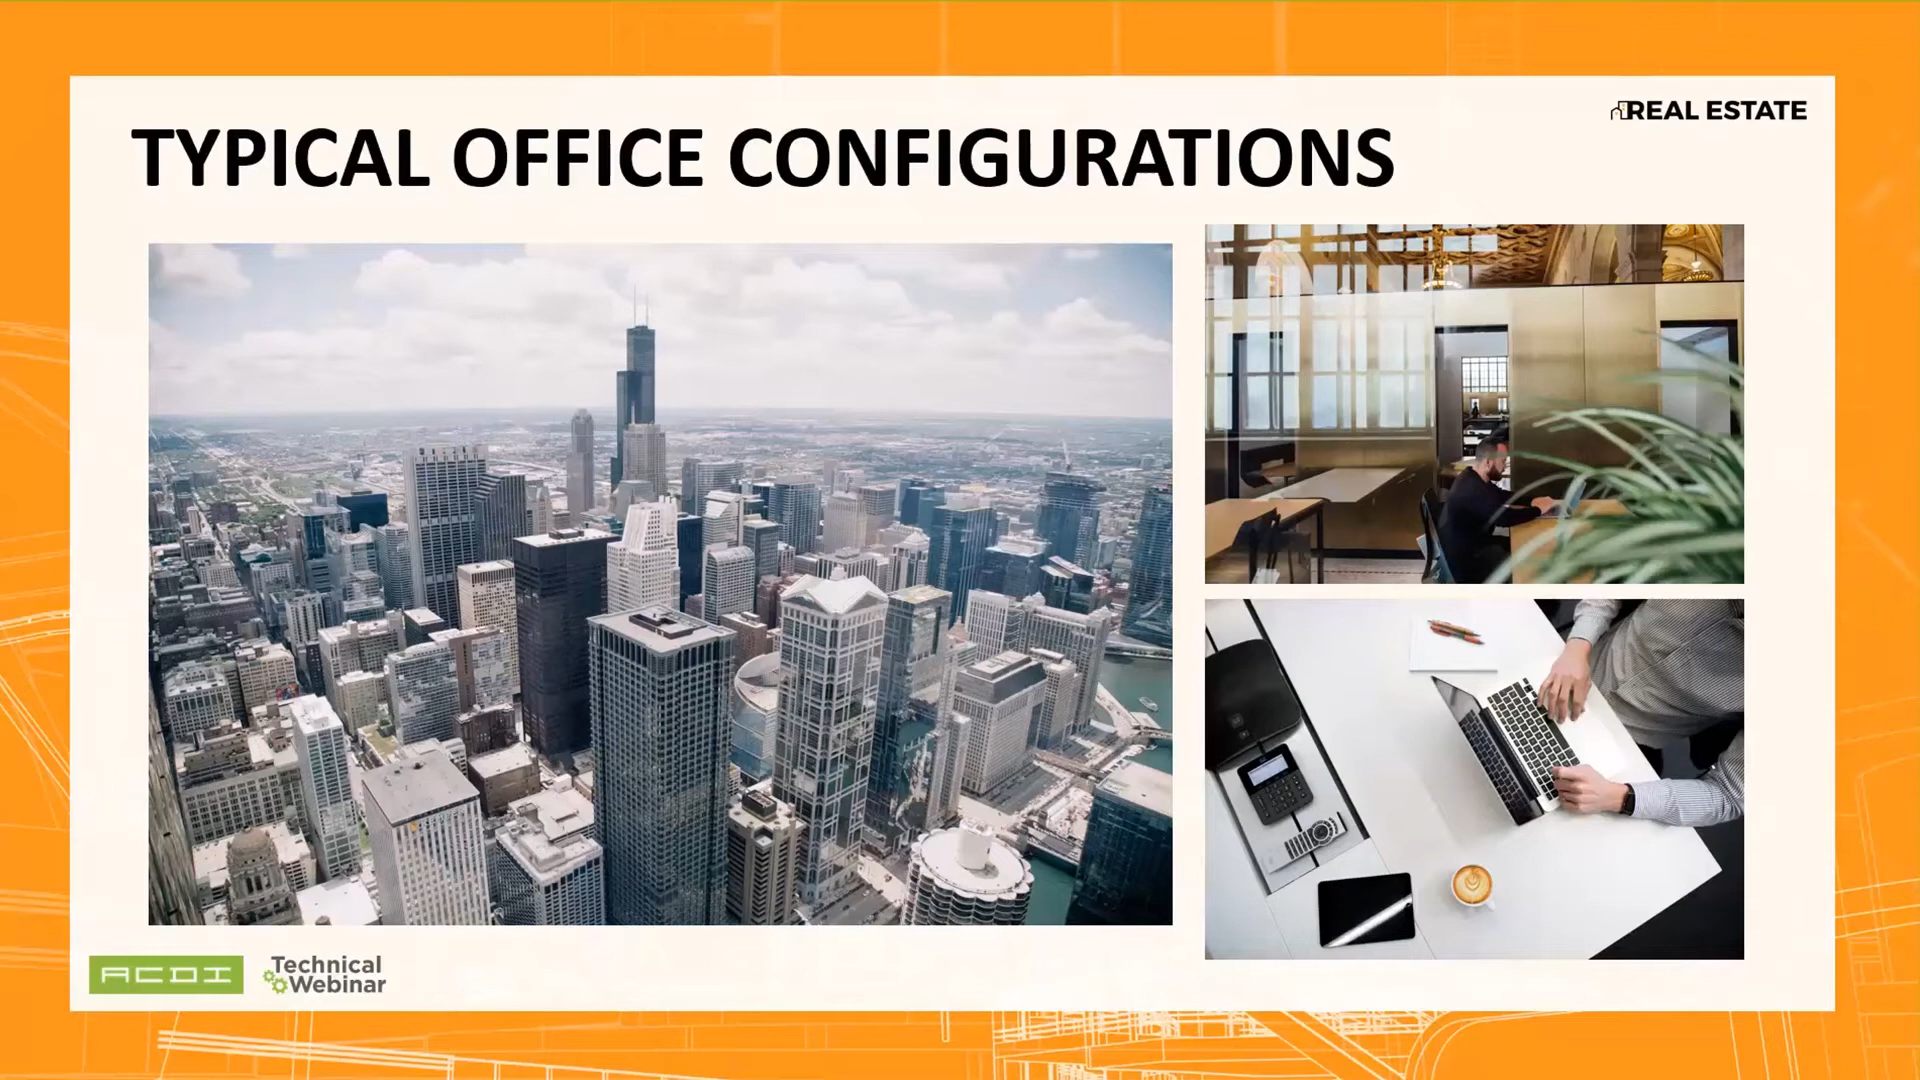 TYPICAL OFFICE CONFIGURATIONS
REAL ESTATE
ACDI
Technical
Webinar